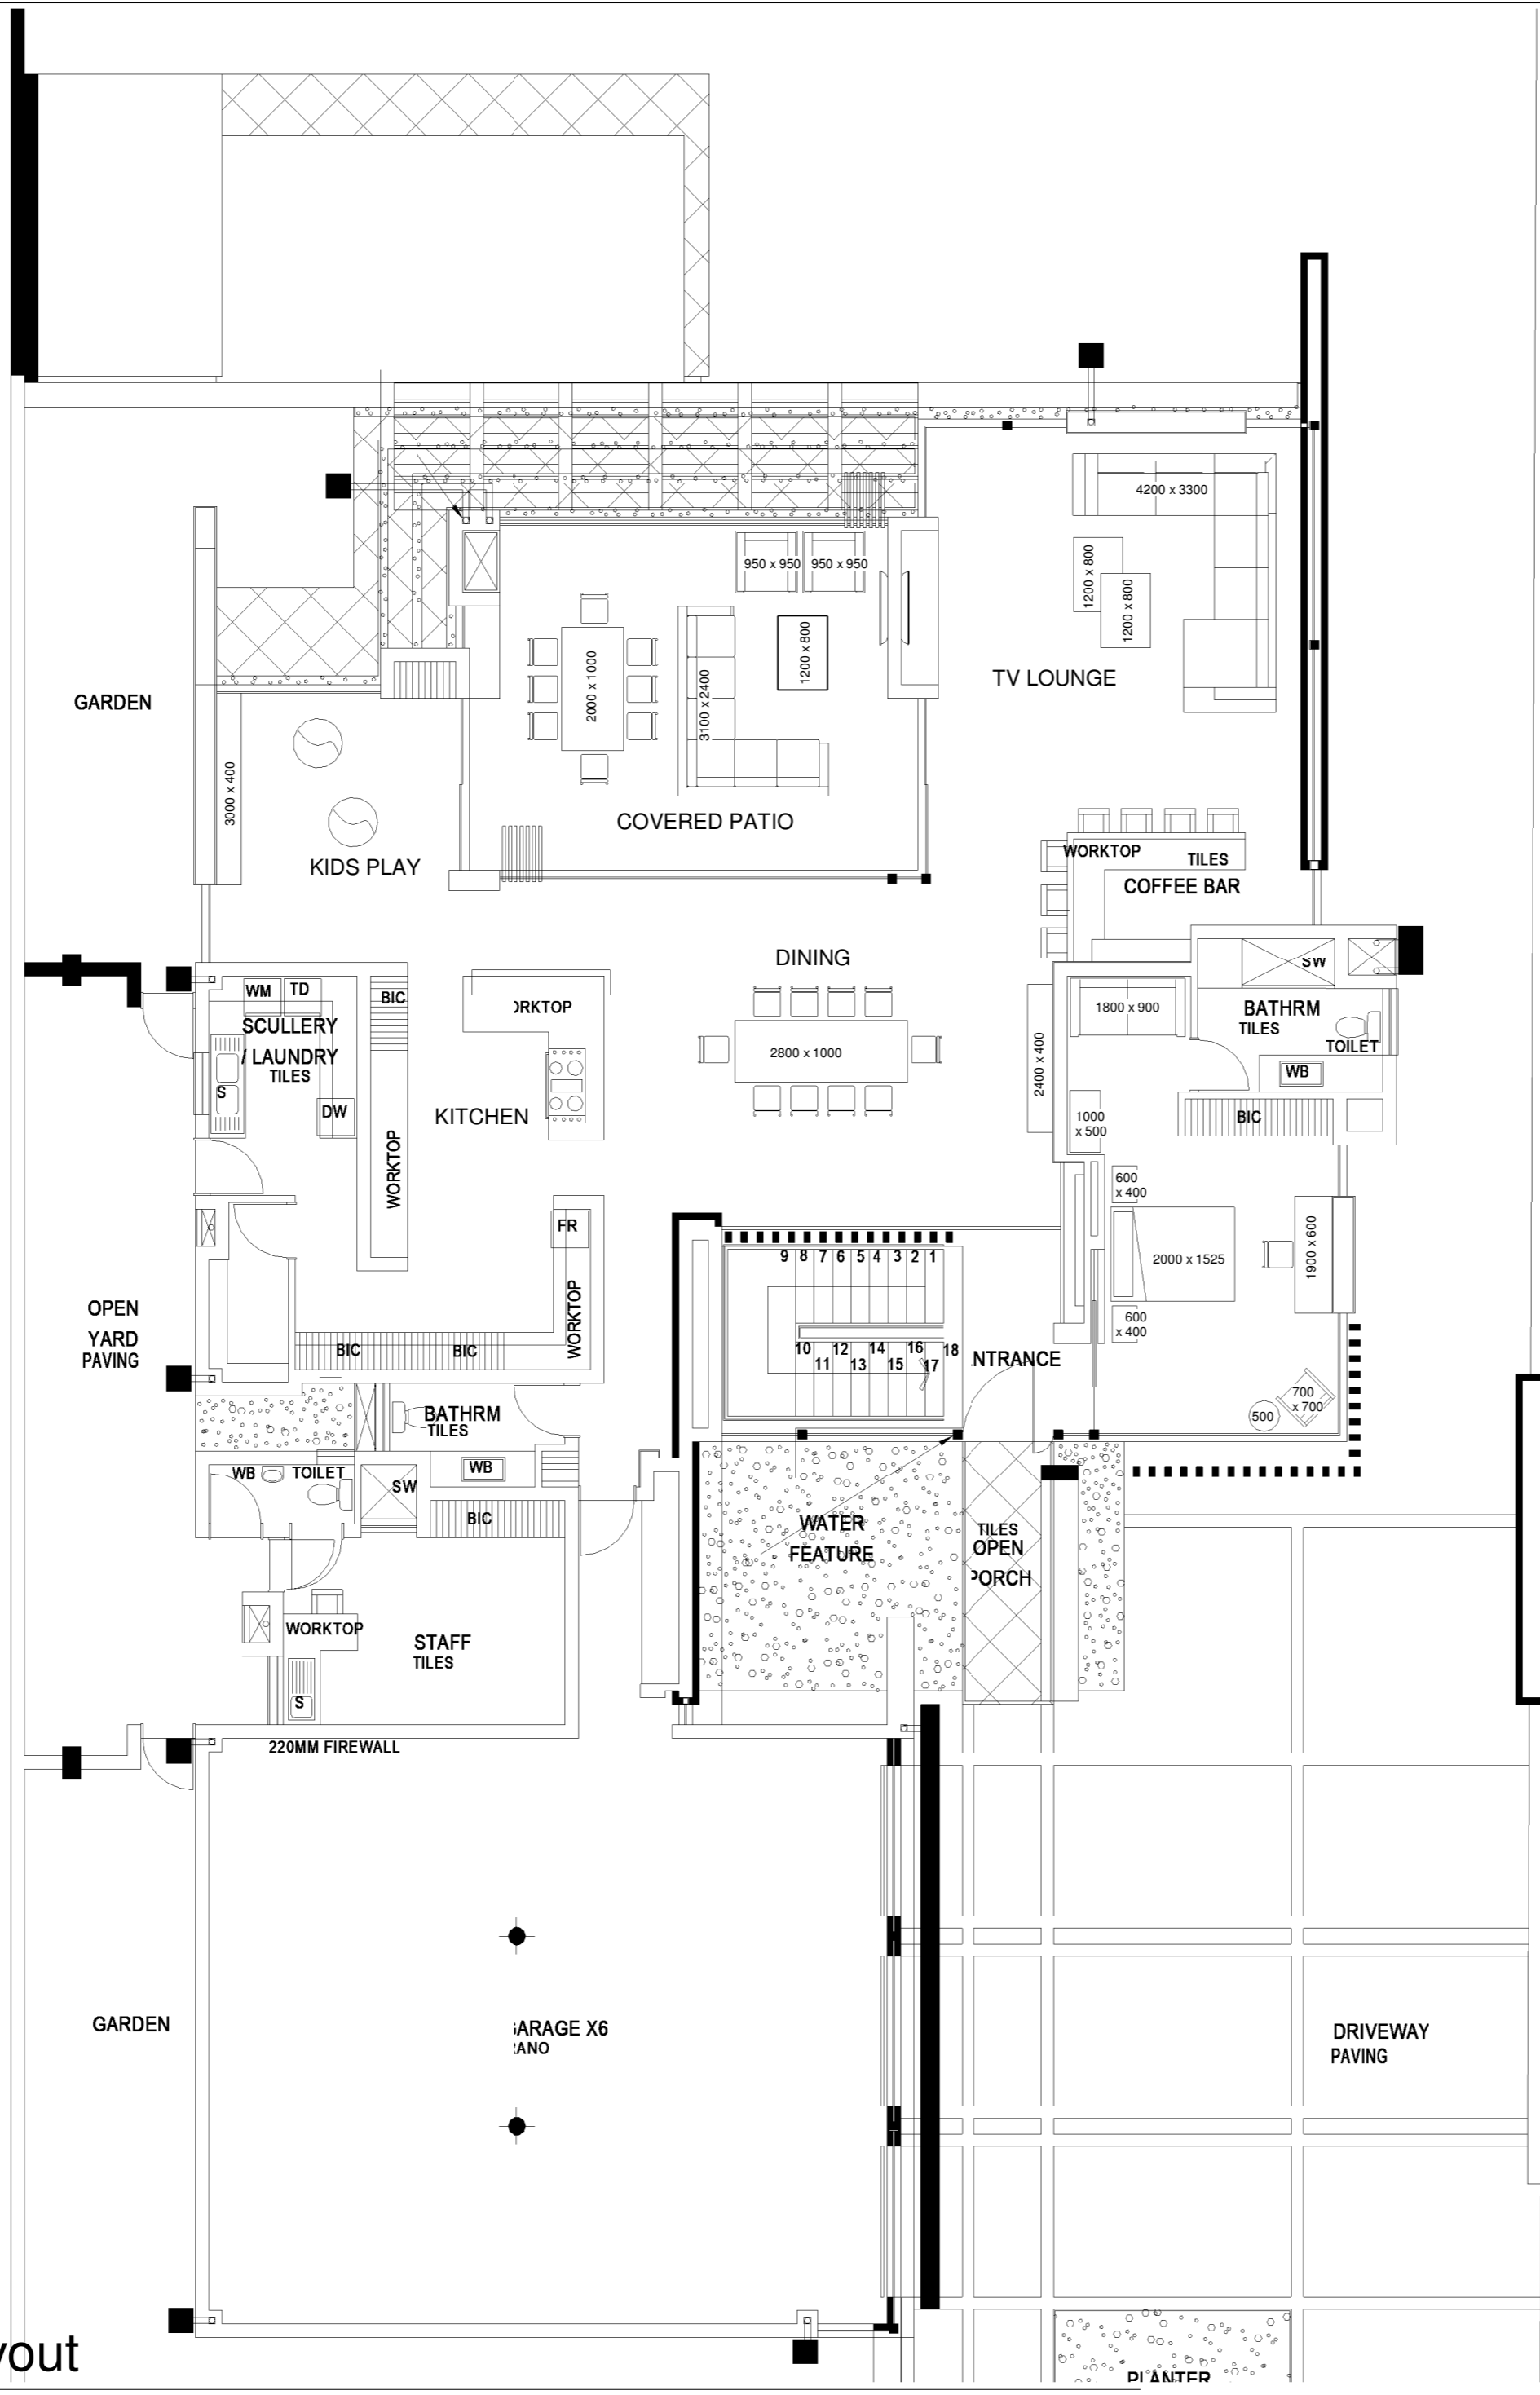 4200 x 3300
950 x 950
950 x 950
1200 x 800
1200 x 800
1200 x 800
2000 x 1000
3100 x 2400
TV LOUNGE
GARDEN
3000 x 400
COVERED PATIO
KIDS PLAY
WORKTOP
TILES
COFFEE BAR
DINING
SW
WM
TD
BIC
ORKTOP
1800 x 900
BATHRM
TILES
TOILET
SCULLERY
/ LAUNDRY
TILES
2800 x 1000
2400 x 400
WB
S
DW
KITCHEN
1000
x 500
BIC
WORKTOP
600
x 400
FR
9 8 7 6 5 4 3 2 1
2000 x 1525
1900 x 600
OPEN
YARD
PAVING
WORKTOP
600
x 400
BIC
BIC
10 11 12 13 14 15 16 17 18
NTRANCE
700
x 700
500
BATHRM
TILES
WB
TOILET
WB
SW
BIC
WATER
FEATURE
TILES
OPEN
PORCH
WORKTOP
STAFF
TILES
S
220MM FIREWALL
GARDEN
GARAGE X6
RANO
DRIVEWAY
PAVING
yout
PLANTER